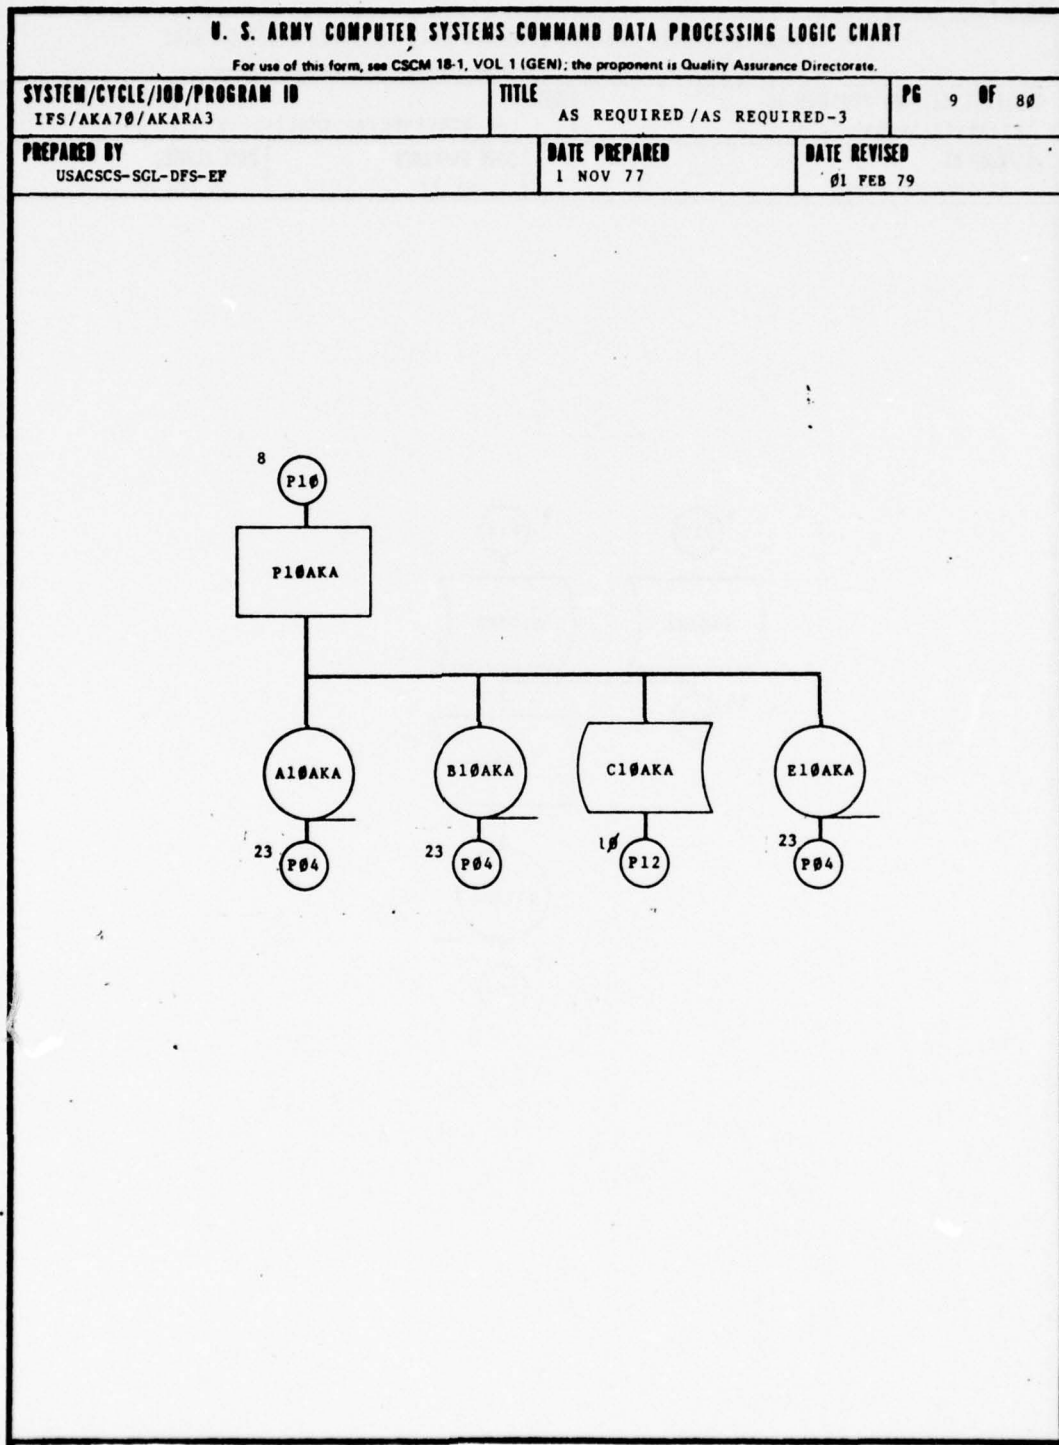 U. S. ARMY COMPUTER SYSTEMS COMMAND DATA PROCESSING LOGIC CHART
For use of this form, see CSCM 18-1, VOL 1 (GEN); the proponent is Quality Assurance Directorate.
SYSTEM/CYCLE/JOB/PROGRAM ID
IFS/AKA7Ø/AKARA3
TITLE
AS REQUIRED/AS REQUIRED-3
PG 9 OF 8Ø
PREPARED BY
USACSCS-SGL-DFS-EF
DATE PREPARED
1 NOV 77
DATE REVISED
Ø1 FEB 79
8
P1Ø
P1ØAKA
A1ØAKA
B1ØAKA
C1ØAKA
E1ØAKA
23
PØ4
23
PØ4
1Ø
P12
23
PØ4